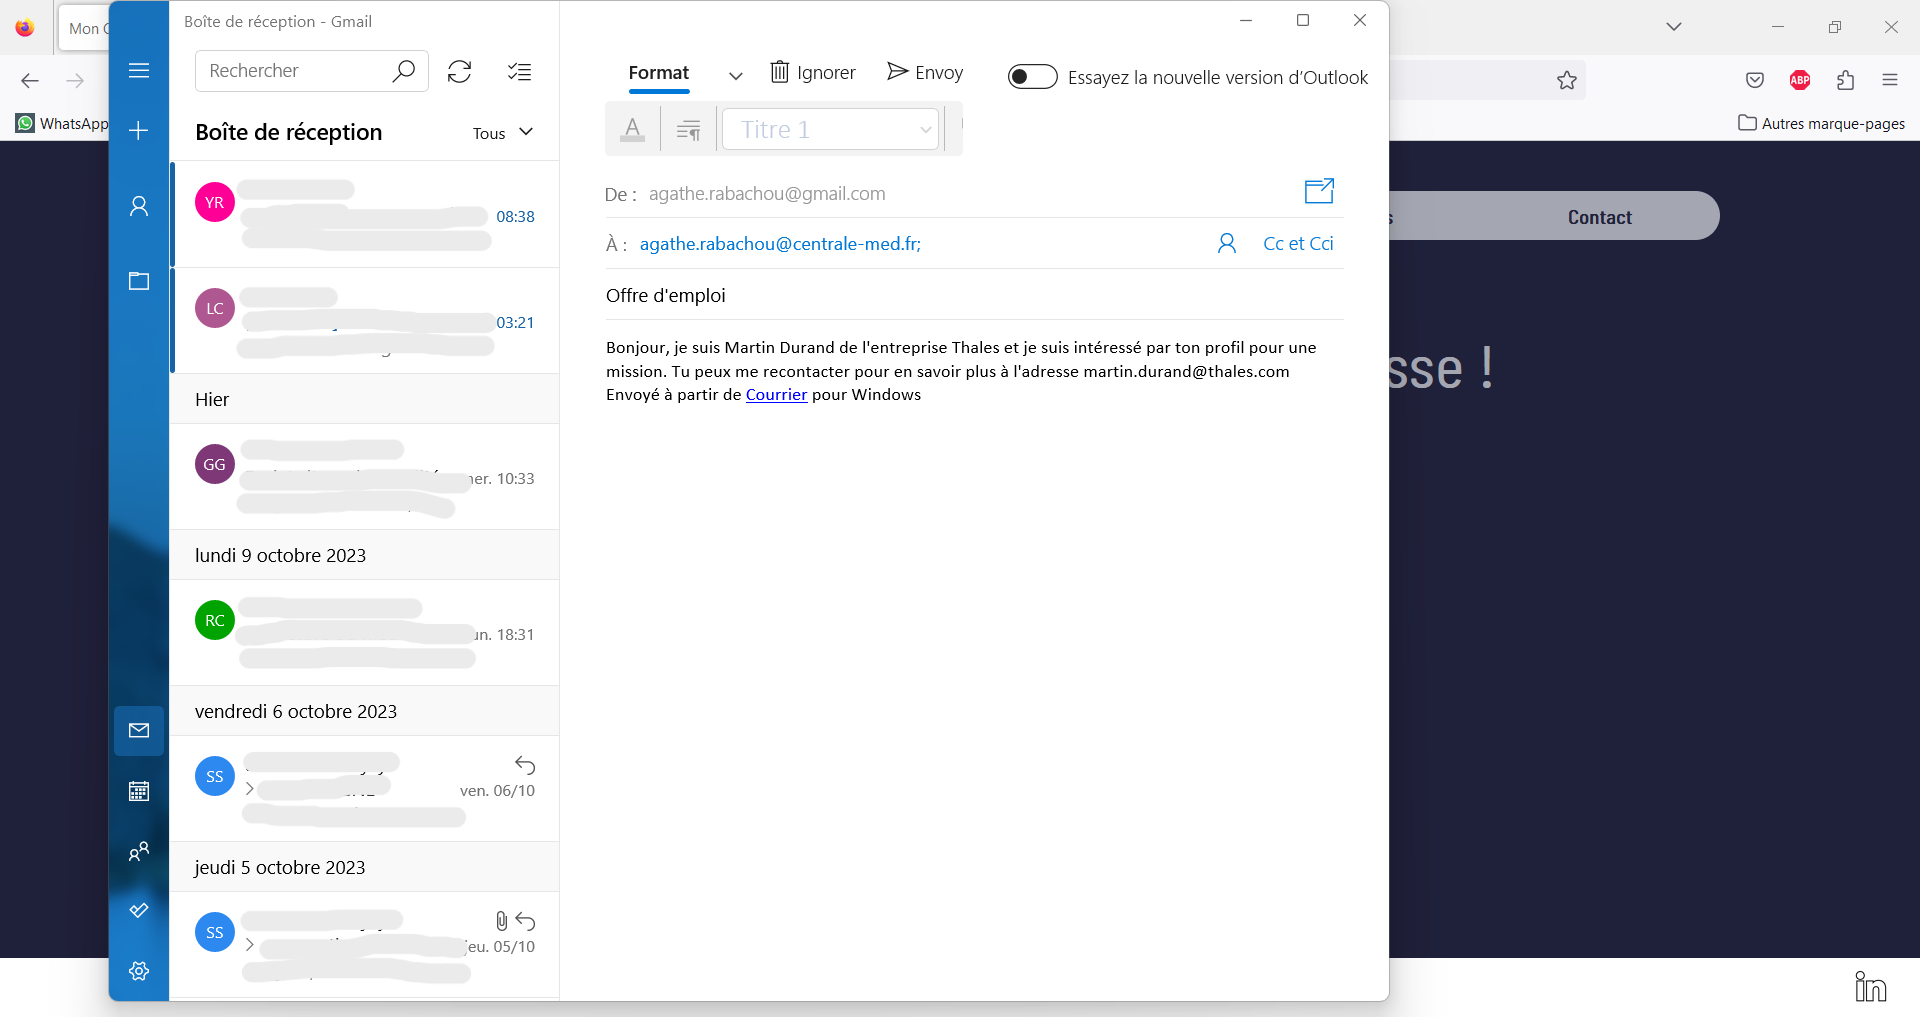 Mon
Boîte de réception - Gmail
Rechercher
Format
Ignorer
Envoy
Essayez la nouvelle version d’Outlook
ABP
WhatsApp
Autres marque-pages
Boîte de réception
Tous
Titre 1
YR
08:38
De : agathe.rabachou@gmail.com
Contact
À : agathe.rabachou@centrale-med.fr;
Cc et Cci
LC
03:21
Offre d'emploi
Bonjour, je suis Martin Durand de l'entreprise Thales et je suis intéressé par ton profil pour une
mission. Tu peux me recontacter pour en savoir plus à l'adresse martin.durand@thales.com
Envoyé à partir de Courrier pour Windows
sse !
Hier
GG
mer. 10:33
lundi 9 octobre 2023
RC
un. 18:31
vendredi 6 octobre 2023
SS
ven. 06/10
jeudi 5 octobre 2023
SS
jeu. 05/10
in